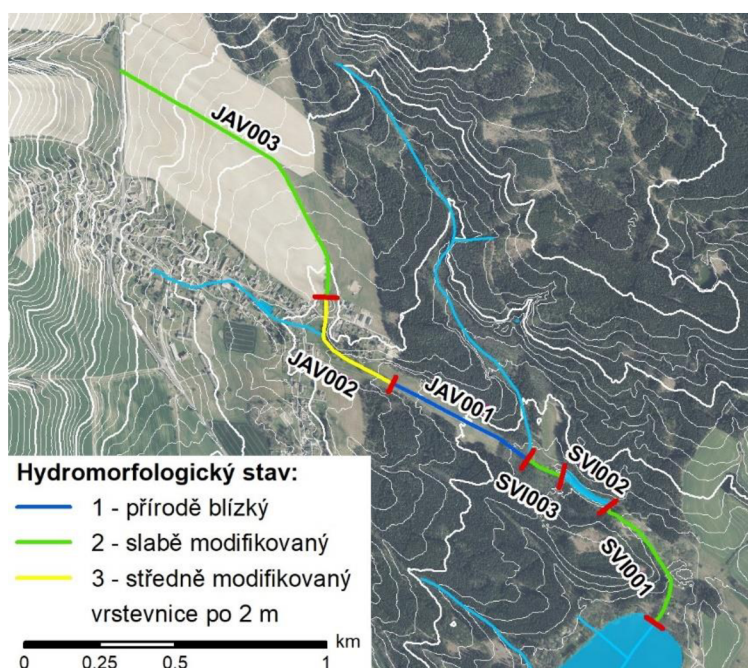 JAV003
JAV002
JAV001
SVI002
SVI003
SVI001
Hydromorfologický stav:
1 - přírodě blízký
2 - slabě modifikovaný
3 - středně modifikovaný
vrstevnice po 2 m
km
0 0,25 0,5 1